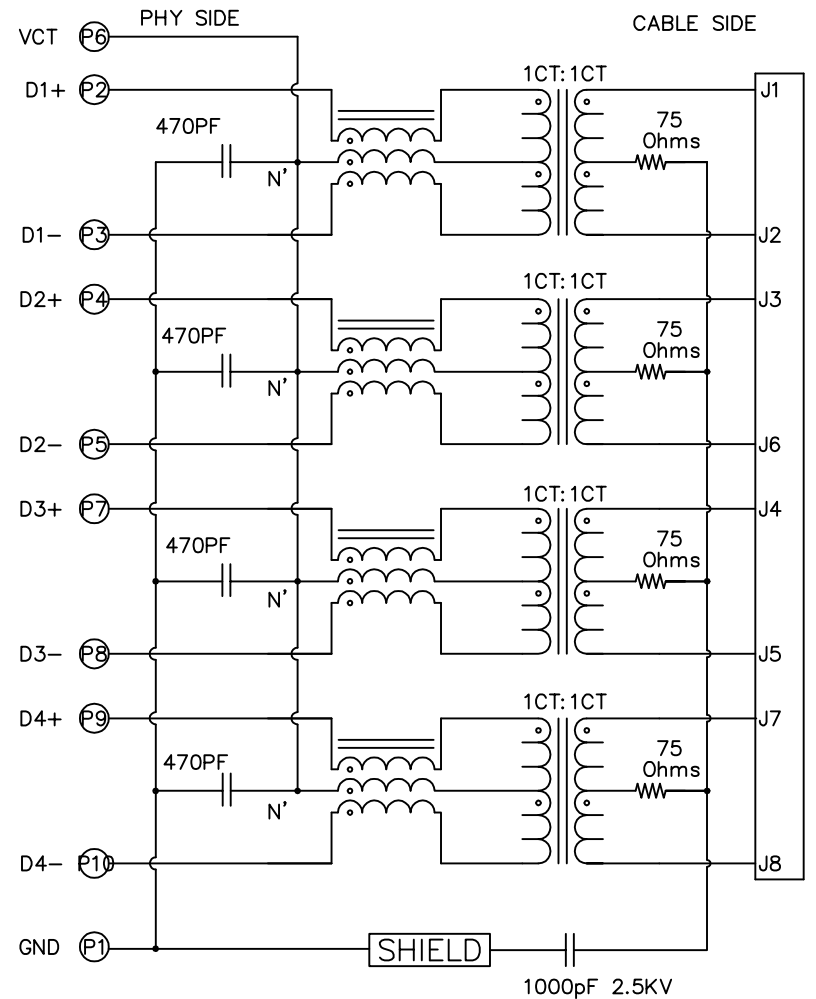 PHY SIDE
CABLE SIDE
VCT P6
1CT:1CT
D1+ P2
J1
470PF
75
Ohms
N'
D1- P3
J2
1CT:1CT
D2+ P4
J3
470PF
75
Ohms
N'
D2- P5
J6
1CT:1CT
D3+ P7
J4
470PF
75
Ohms
N'
D3- P8
J5
1CT:1CT
D4+ P9
J7
470PF
75
Ohms
N'
D4- P10
J8
GND P1
SHIELD
1000pF 2.5KV